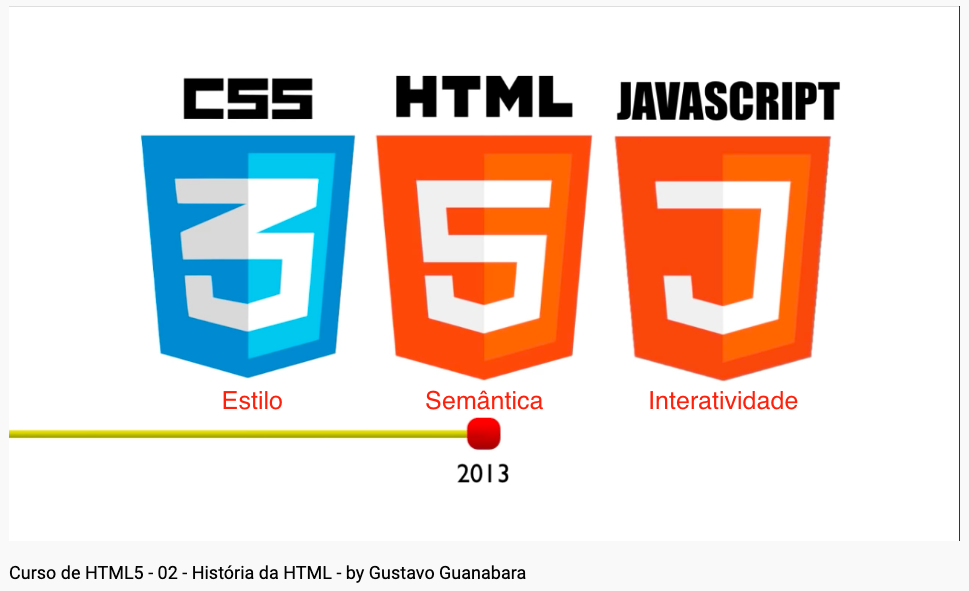 CSS HTML JAVASCRIPT
3 5 J
Estilo Semântica Interatividade
2013
Curso de HTML5 - 02 - História da HTML - by Gustavo Guanabara